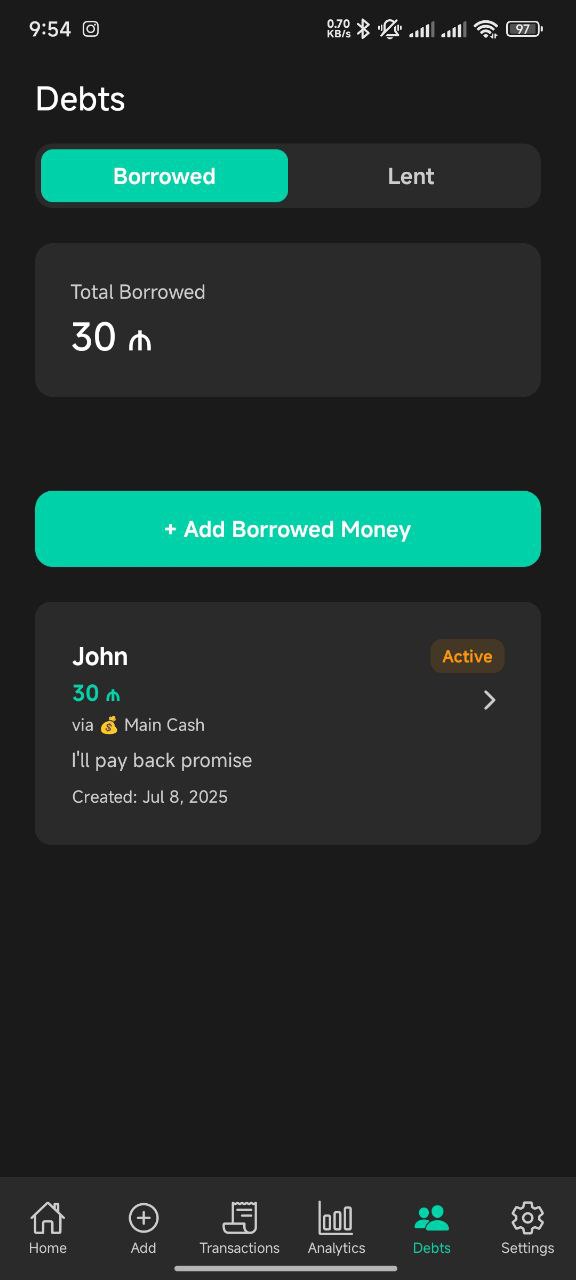 9:54
0.70
KB/s
97
Debts
Borrowed
Lent
Total Borrowed
30 ₼
+ Add Borrowed Money
John
Active
30 ₼
via 💰 Main Cash
I'll pay back promise
Created: Jul 8, 2025
Home
Add
Transactions
Analytics
Debts
Settings